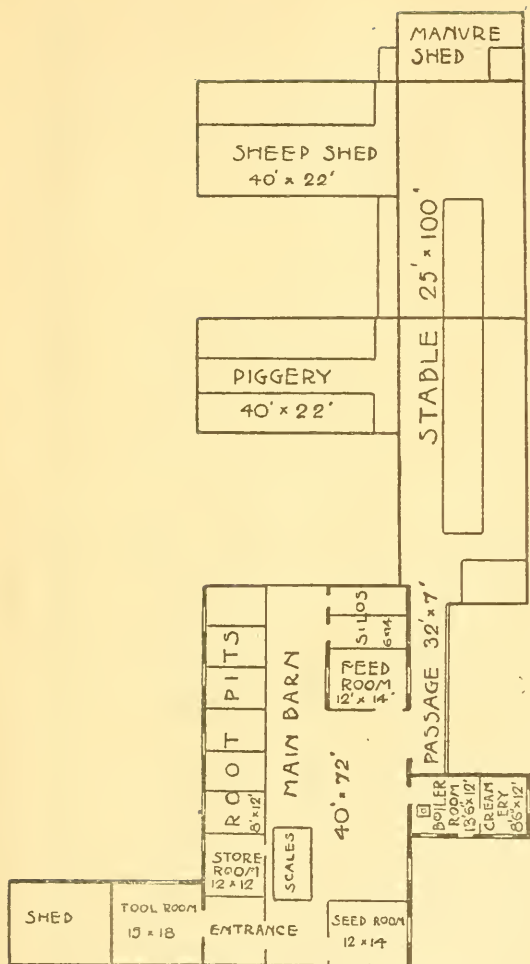 MANURE
SHED
SHEEP SHED
40' x 22'
STABLE 25' x 100'
PIGGERY
40' x 22'
SILOS
6x14
FEED
ROOM
12' x 14'
PASSAGE 32' x 7'
ROOT PITS
8' x 12'
MAIN BARN
40' x 72'
BOILER
ROOM
13'6" x 12'
CREAM
ERY
8'6" x 12'
STORE
ROOM
12 x 12
SCALES
SHED
TOOL ROOM
15 x 18
ENTRANCE
SEED ROOM
12 x 14